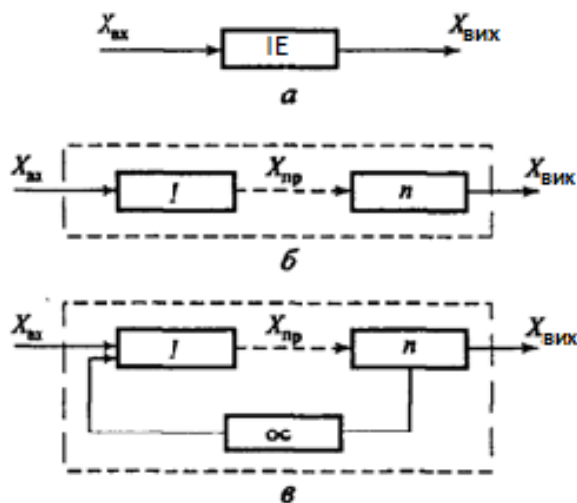 Xвх IE Xвих
а
Xвх 1 Xпр n Xвих
б
Xвх 1 Xпр n Xвих
ос
в